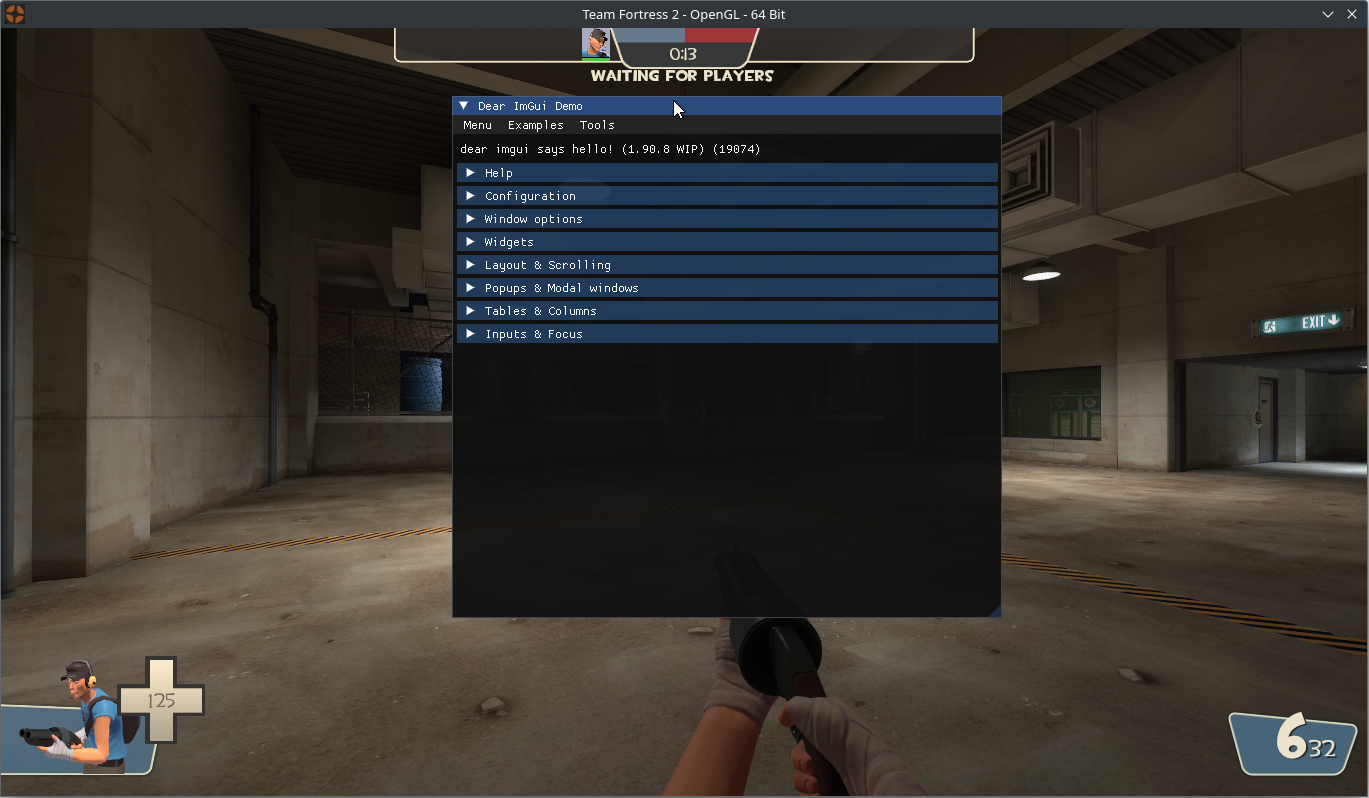 Team Fortress 2 - OpenGL - 64 Bit
0:13
WAITING FOR PLAYERS
Dear ImGui Demo
Menu Examples Tools
dear imgui says hello! (1.90.8 WIP) (19074)
Help
Configuration
Window options
Widgets
Layout & Scrolling
Popups & Modal windows
Tables & Columns
Inputs & Focus
EXIT
125
6 32